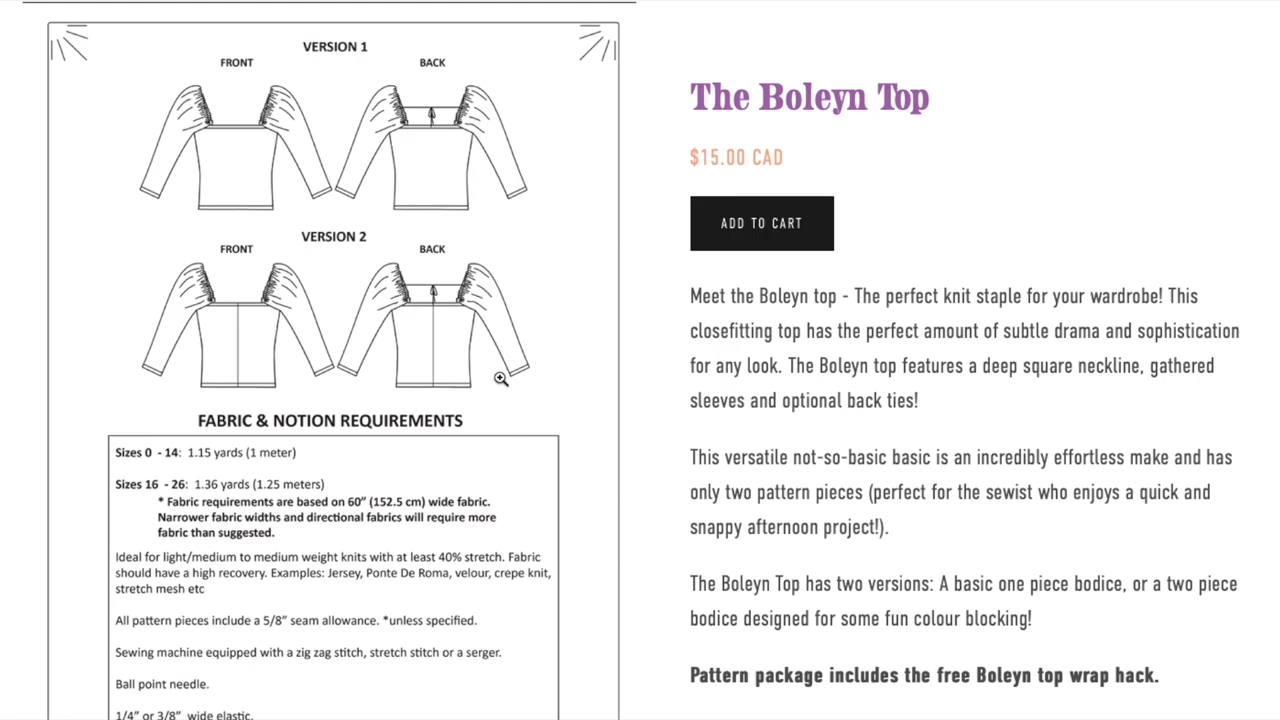 VERSION 1
FRONT
BACK
VERSION 2
FRONT
BACK
FABRIC & NOTION REQUIREMENTS
Sizes 0 - 14: 1.15 yards (1 meter)
Sizes 16 - 26: 1.36 yards (1.25 meters)
* Fabric requirements are based on 60” (152.5 cm) wide fabric.
Narrower fabric widths and directional fabrics will require more
fabric than suggested.
Ideal for light/medium to medium weight knits with at least 40% stretch. Fabric
should have a high recovery. Examples: Jersey, Ponte De Roma, velour, crepe knit,
stretch mesh etc
All pattern pieces include a 5/8” seam allowance. *unless specified.
Sewing machine equipped with a zig zag stitch, stretch stitch or a serger.
Ball point needle.
1/4” or 3/8” wide elastic.
The Boleyn Top
$15.00 CAD
ADD TO CART
Meet the Boleyn top - The perfect knit staple for your wardrobe! This
closefitting top has the perfect amount of subtle drama and sophistication
for any look. The Boleyn top features a deep square neckline, gathered
sleeves and optional back ties!
This versatile not-so-basic basic is an incredibly effortless make and has
only two pattern pieces (perfect for the sewist who enjoys a quick and
snappy afternoon project!).
The Boleyn Top has two versions: A basic one piece bodice, or a two piece
bodice designed for some fun colour blocking!
Pattern package includes the free Boleyn top wrap hack.